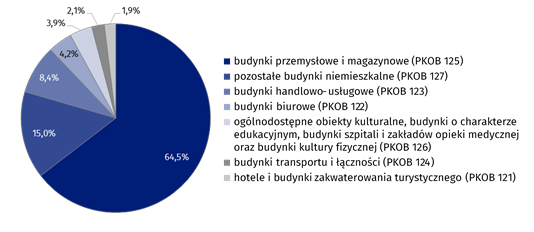 1,9%
2,1%
3,9%
4,2%
8,4%
15,0%
64,5%
budynki przemysłowe i magazynowe (PKOB 125)
pozostałe budynki niemieszkalne (PKOB 127)
budynki handlowo- usługowe (PKOB 123)
budynki biurowe (PKOB 122)
ogólnodostępne obiekty kulturalne, budynki o charakterze
edukacyjnym, budynki szpitali i zakładów opieki medycznej
oraz budynki kultury fizycznej (PKOB 126)
budynki transportu i łączności (PKOB 124)
hotele i budynki zakwaterowania turystycznego (PKOB 121)